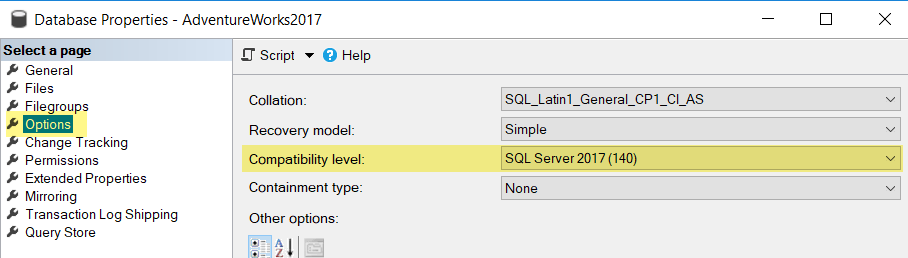 Database Properties - AdventureWorks2017
Select a page
General
Files
Filegroups
Options
Change Tracking
Permissions
Extended Properties
Mirroring
Transaction Log Shipping
Query Store
Script Help
Collation: SQL_Latin1_General_CP1_CI_AS
Recovery model: Simple
Compatibility level: SQL Server 2017 (140)
Containment type: None
Other options:
A
Z